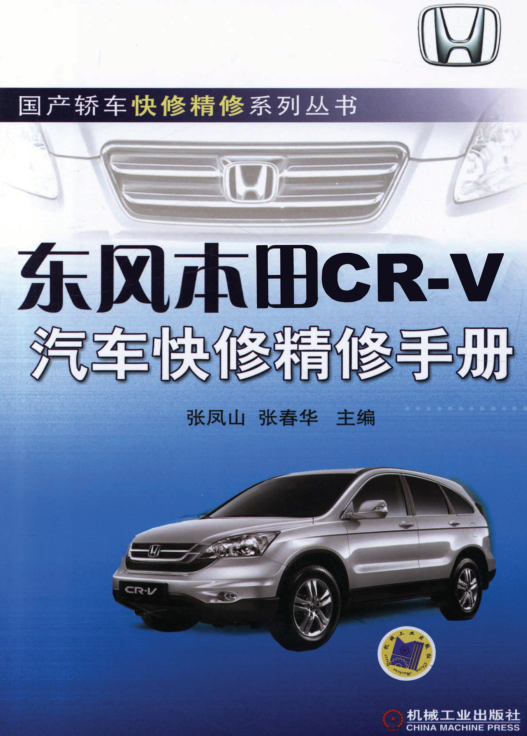 国产轿车快修精修系列丛书
东风本田CR-V
汽车快修精修手册
张凤山 张春华 主编
CR-V
机械工业出版社
CHINA MACHINE PRESS